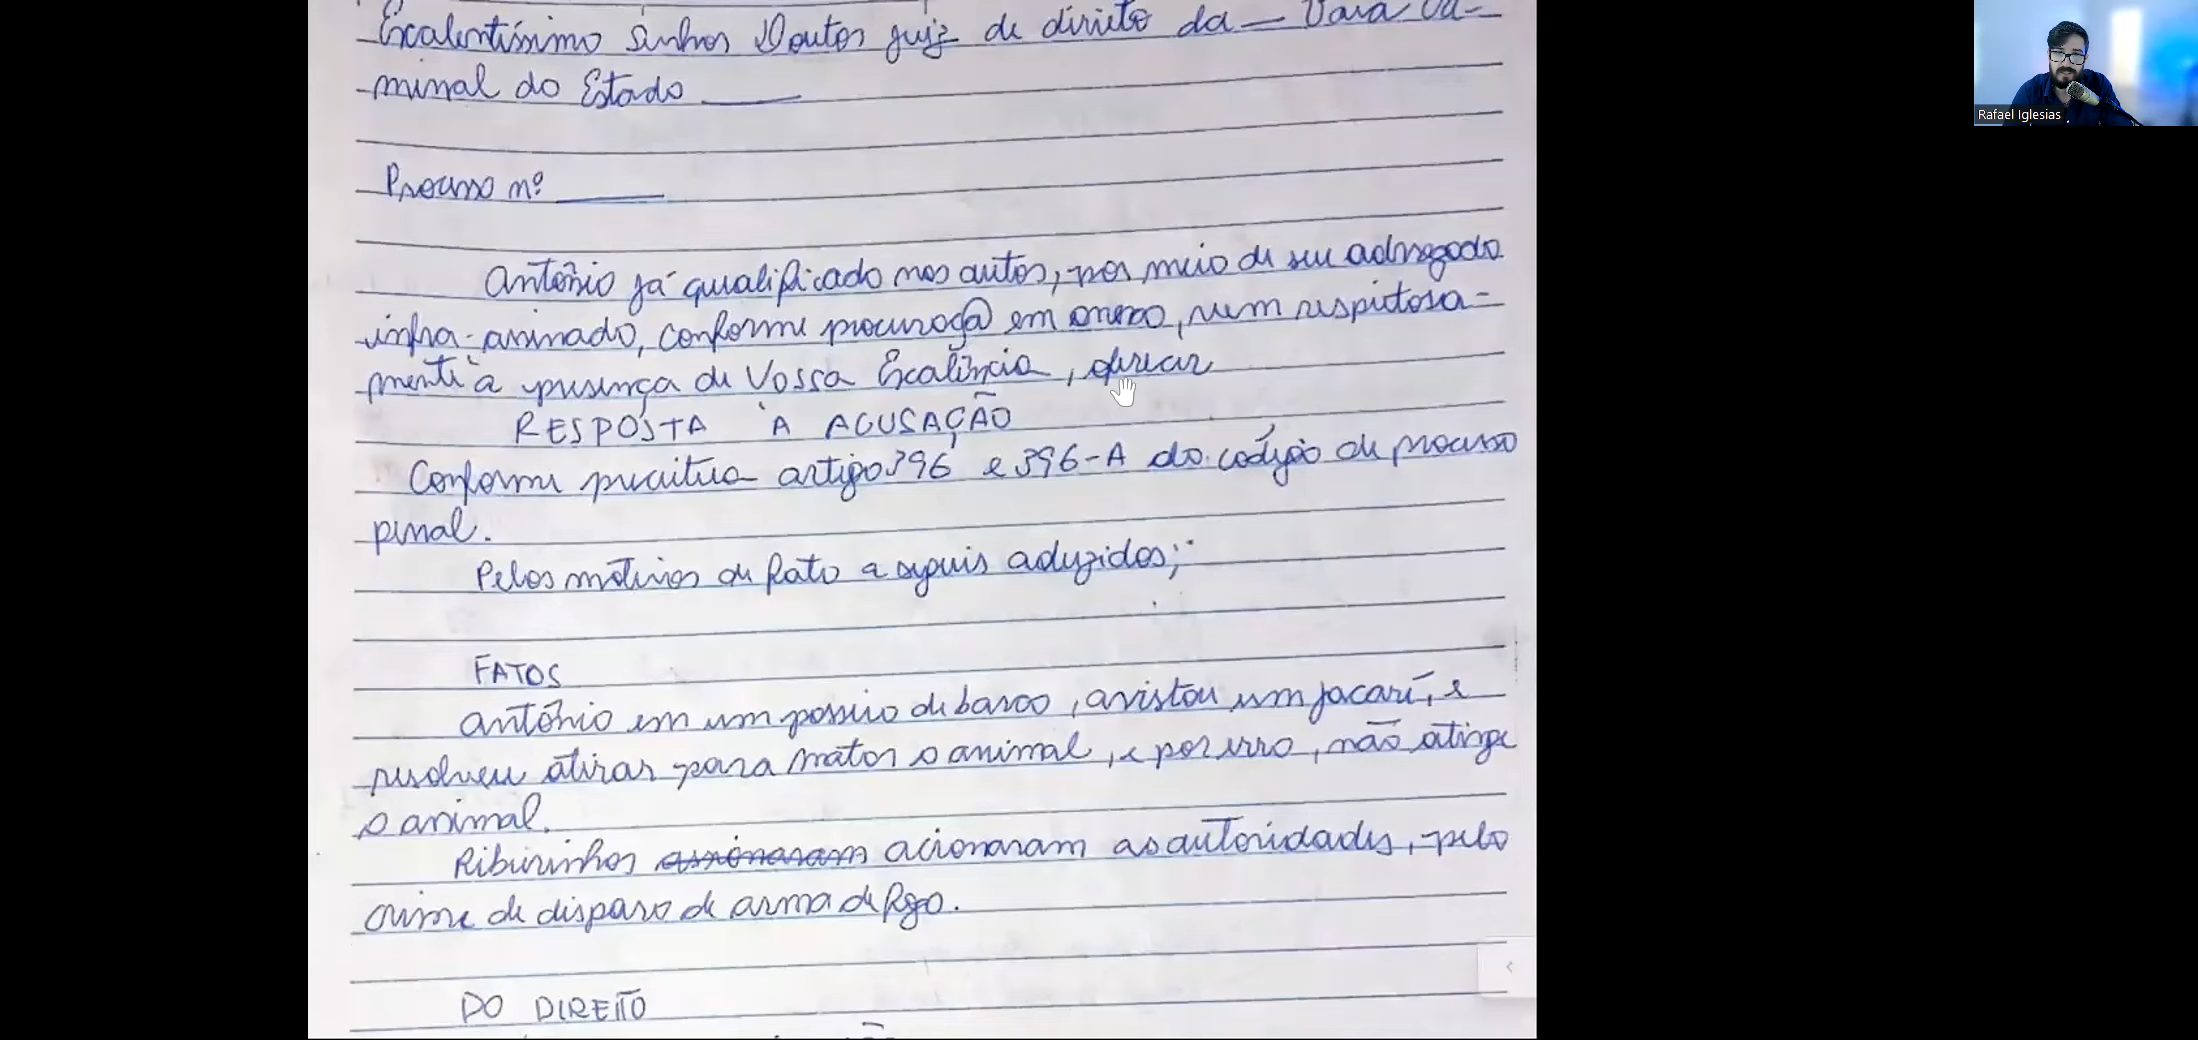 Excelentíssimo Senhor Doutor juiz de direito da — Vara Cri-
minal do Estado ____
Processo nº ____
Antônio já qualificado nos autos, por meio de seu advogado
infra-assinado, conforme procuração em anexo, vem respeitosa-
mente à presença de Vossa Excelência, oferecer
RESPOSTA À ACUSAÇÃO
Conforme preceitua artigo 396 e 396-A do código de processo
penal.
Pelos motivos de fato a seguir aduzidos;
FATOS
Antônio em um passeio de barco, avistou um jacaré, e
resolveu atirar para matar o animal, e por erro, não atinge
o animal.
Ribeirinhos acionaram as autoridades, pelo
crime de disparo de arma de fogo.
DO DIREITO
Rafael Iglesias